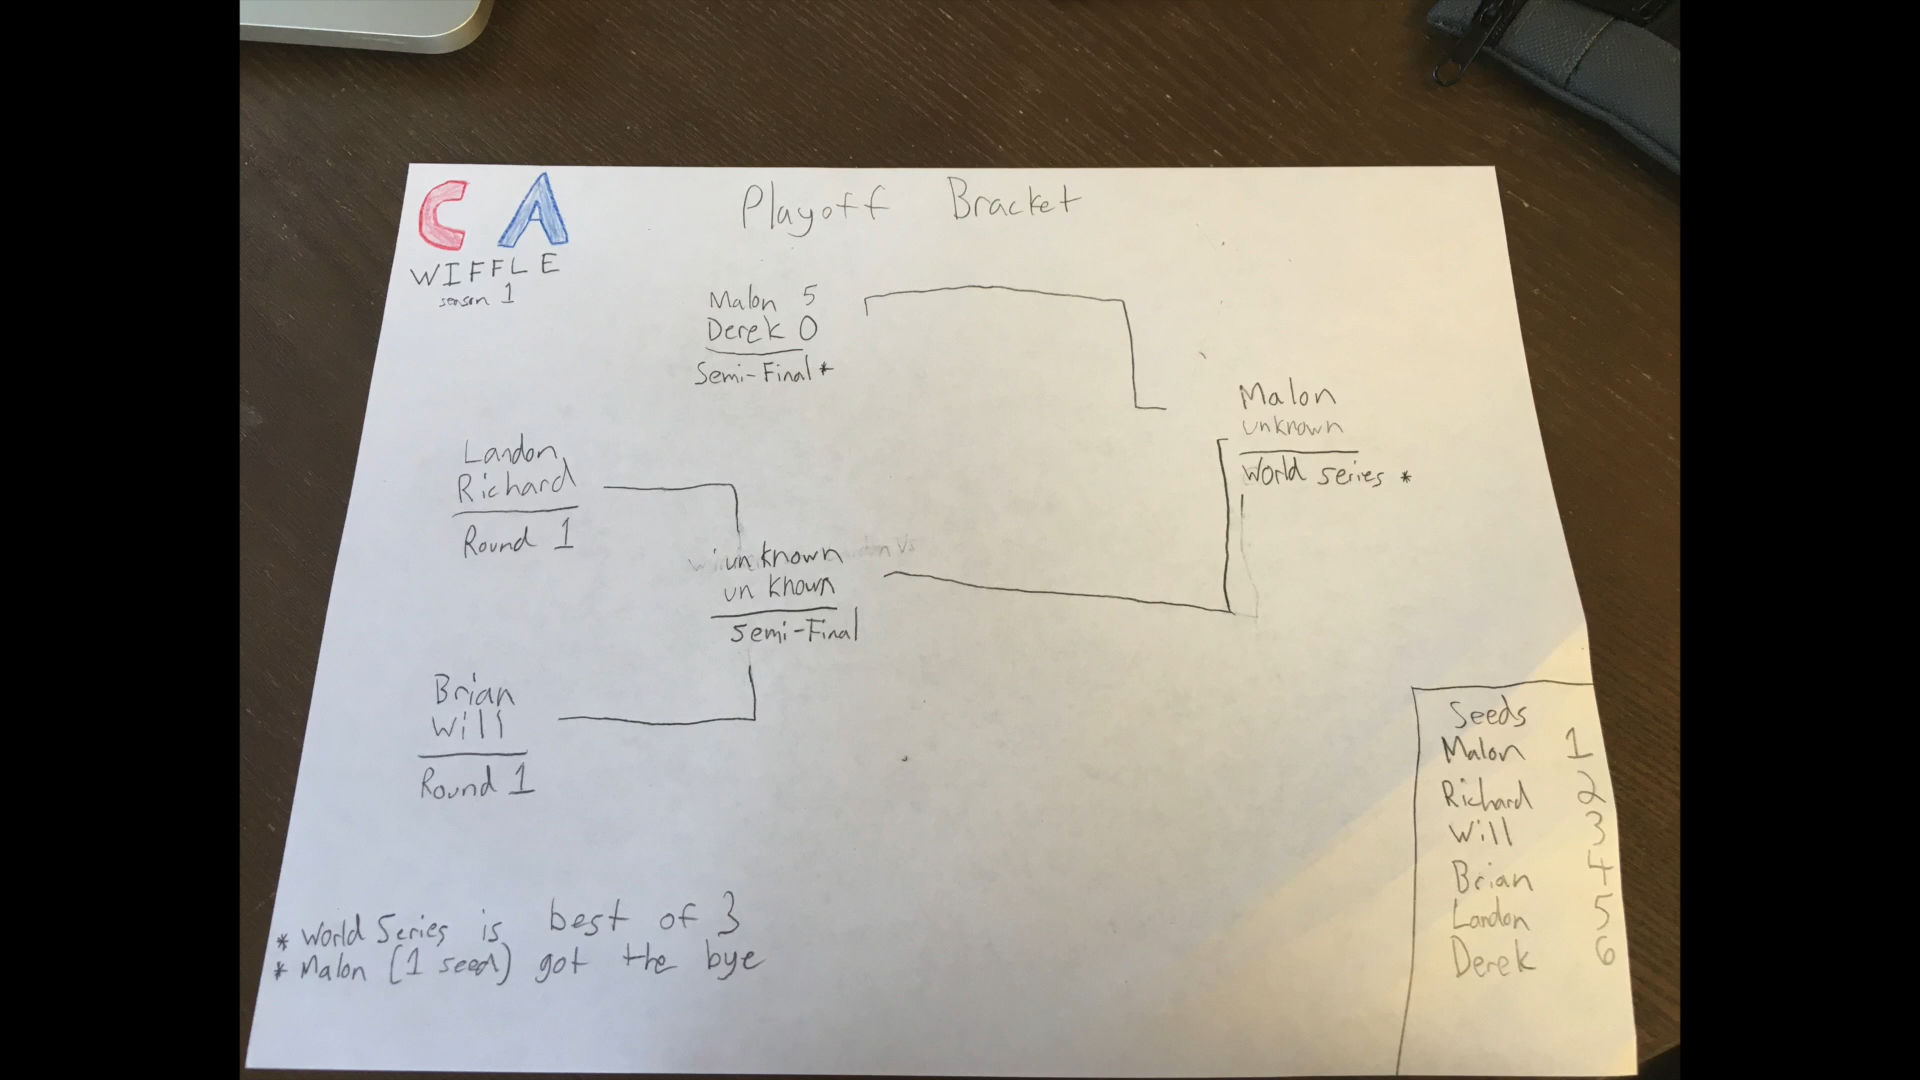 C A
WIFFLE
season 1
Playoff Bracket
Malon 5
Derek 0
Semi-Final *
Landon
Richard
Round 1
unknown
unknown
Semi-Final
Brian
Will
Round 1
Malon
unknown
World Series *
Seeds
Malon 1
Richard 2
Will 3
Brian 4
Landon 5
Derek 6
* World Series is best of 3
* Malon (1 seed) got the bye